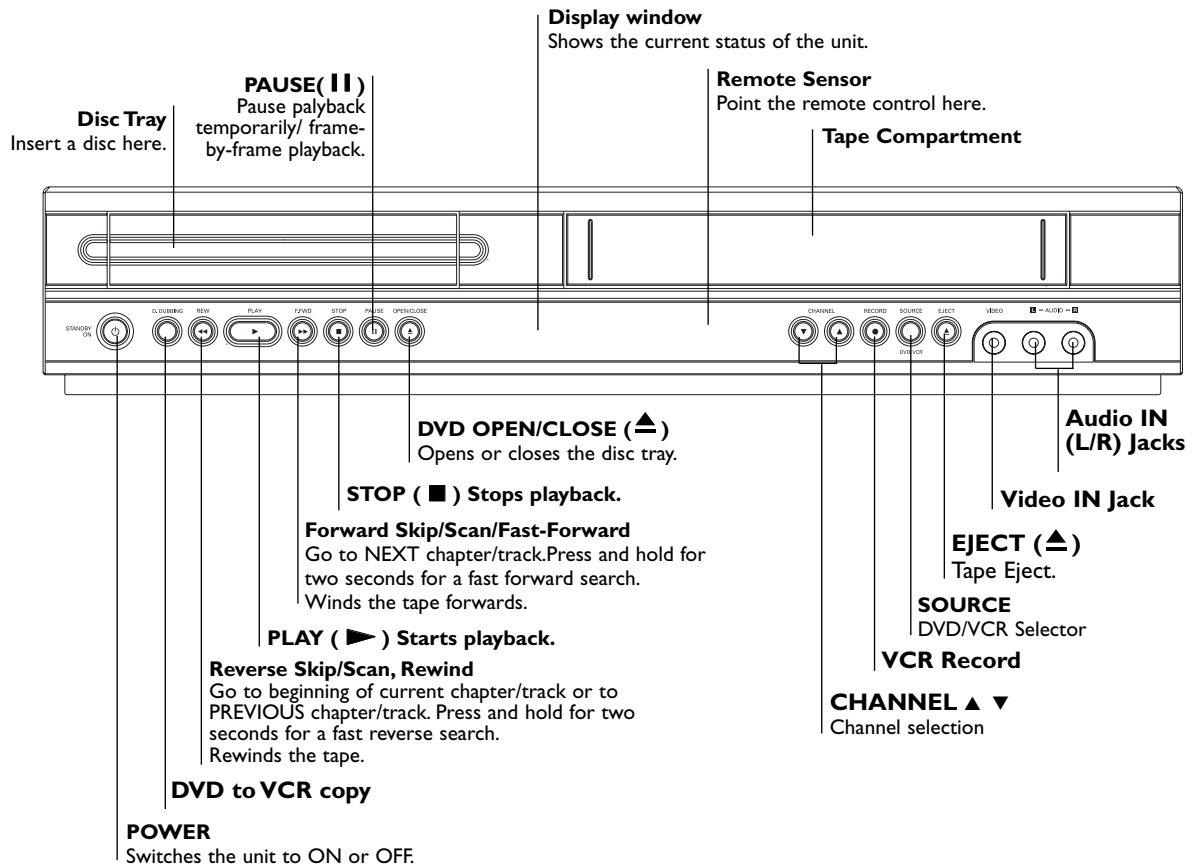 Display window
Shows the current status of the unit.
PAUSE( II )
Pause palyback
temporarily/ frame-
by-frame playback.
Remote Sensor
Point the remote control here.
Disc Tray
Insert a disc here.
Tape Compartment
STANDBY
ON
D. DUBBING
REW
PLAY
F.FWD
STOP
PAUSE
OPEN/CLOSE
CHANNEL
RECORD
SOURCE
EJECT
VIDEO
L – AUDIO – R
DVD/VCR
DVD OPEN/CLOSE (⏏)
Opens or closes the disc tray.
Audio IN
(L/R) Jacks
STOP ( ■ ) Stops playback.
Video IN Jack
Forward Skip/Scan/Fast-Forward
Go to NEXT chapter/track.Press and hold for
two seconds for a fast forward search.
Winds the tape forwards.
EJECT (⏏)
Tape Eject.
SOURCE
DVD/VCR Selector
PLAY ( ► ) Starts playback.
VCR Record
Reverse Skip/Scan, Rewind
Go to beginning of current chapter/track or to
PREVIOUS chapter/track. Press and hold for two
seconds for a fast reverse search.
Rewinds the tape.
CHANNEL ▲ ▼
Channel selection
DVD to VCR copy
POWER
Switches the unit to ON or OFF.